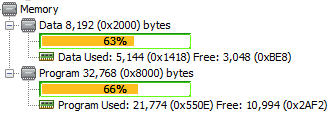 Memory
Data 8,192 (0x2000) bytes
63%
Data Used: 5,144 (0x1418) Free: 3,048 (0xBE8)
Program 32,768 (0x8000) bytes
66%
Program Used: 21,774 (0x550E) Free: 10,994 (0x2AF2)